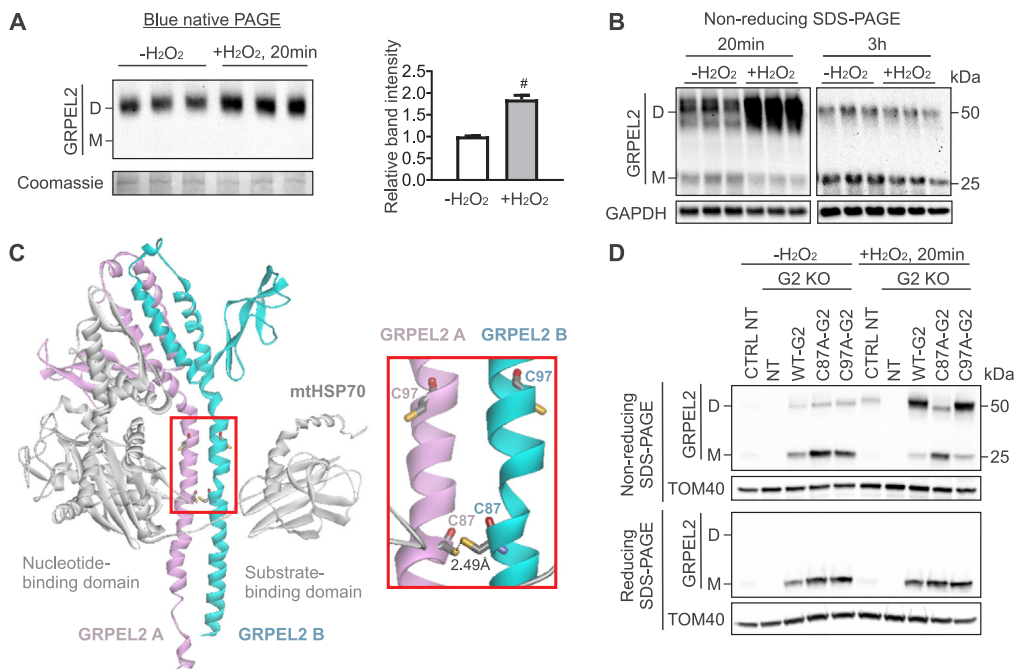 A
Blue native PAGE
-H2O2
+H2O2, 20min
GRPEL2
D
M
Coomassie
Relative band intensity
2.5
2.0
1.5
1.0
0.5
0
#
-H2O2
+H2O2
B
Non-reducing SDS-PAGE
20min
3h
-H2O2
+H2O2
-H2O2
+H2O2
kDa
GRPEL2
D
M
50
25
GAPDH
C
mtHSP70
Nucleotide-
binding domain
Substrate-
binding domain
GRPEL2 A
GRPEL2 B
GRPEL2 A
GRPEL2 B
C97
C97
C87
C87
2.49Å
D
-H2O2
+H2O2, 20min
G2 KO
G2 KO
CTRL NT
NT
WT-G2
C87A-G2
C97A-G2
CTRL NT
NT
WT-G2
C87A-G2
C97A-G2
kDa
Non-reducing
SDS-PAGE
GRPEL2
D
M
50
25
TOM40
Reducing
SDS-PAGE
GRPEL2
D
M
TOM40